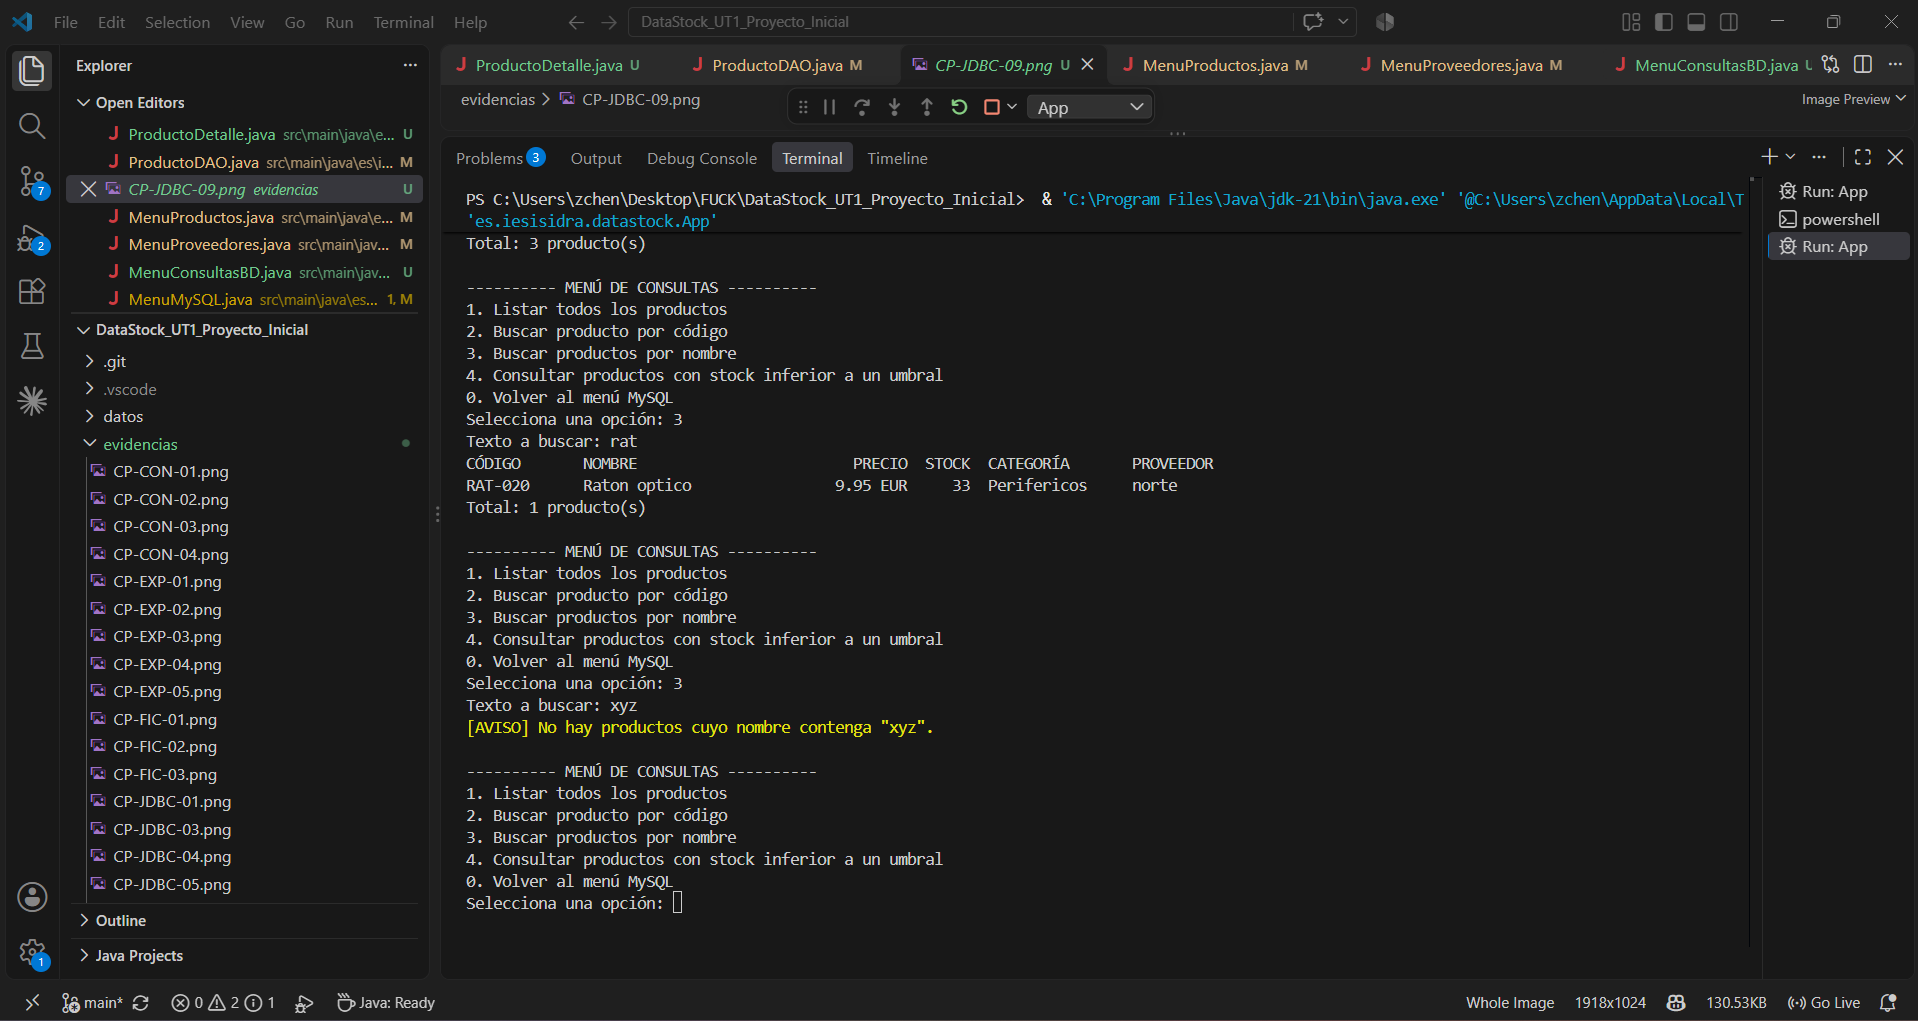 File Edit Selection View Go Run Terminal Help
DataStock_UT1_Proyecto_Inicial
Explorer
Open Editors
ProductoDetalle.java src\main\java\e... U
ProductoDAO.java src\main\java\es\i... M
CP-JDBC-09.png evidencias U
MenuProductos.java src\main\java\e... M
MenuProveedores.java src\main\jav... M
MenuConsultasBD.java src\main\jav... U
MenuMySQL.java src\main\java\es... 1, M
DataStock_UT1_Proyecto_Inicial
.git
.vscode
datos
evidencias
CP-CON-01.png
CP-CON-02.png
CP-CON-03.png
CP-CON-04.png
CP-EXP-01.png
CP-EXP-02.png
CP-EXP-03.png
CP-EXP-04.png
CP-EXP-05.png
CP-FIC-01.png
CP-FIC-02.png
CP-FIC-03.png
CP-JDBC-01.png
CP-JDBC-03.png
CP-JDBC-04.png
CP-JDBC-05.png
Outline
Java Projects
7
2
1
ProductoDetalle.java U
ProductoDAO.java M
CP-JDBC-09.png U
MenuProductos.java M
MenuProveedores.java M
MenuConsultasBD.java U
evidencias > CP-JDBC-09.png
App
Image Preview
Problems 3 Output Debug Console Terminal Timeline
PS C:\Users\zchen\Desktop\FUCK\DataStock_UT1_Proyecto_Inicial> & 'C:\Program Files\Java\jdk-21\bin\java.exe' '@C:\Users\zchen\AppData\Local\T
'es.iesisidra.datastock.App'
Total: 3 producto(s)
---------- MENÚ DE CONSULTAS ----------
1. Listar todos los productos
2. Buscar producto por código
3. Buscar productos por nombre
4. Consultar productos con stock inferior a un umbral
0. Volver al menú MySQL
Selecciona una opción: 3
Texto a buscar: rat
CÓDIGO NOMBRE PRECIO STOCK CATEGORÍA PROVEEDOR
RAT-020 Raton optico 9.95 EUR 33 Perifericos norte
Total: 1 producto(s)
---------- MENÚ DE CONSULTAS ----------
1. Listar todos los productos
2. Buscar producto por código
3. Buscar productos por nombre
4. Consultar productos con stock inferior a un umbral
0. Volver al menú MySQL
Selecciona una opción: 3
Texto a buscar: xyz
[AVISO] No hay productos cuyo nombre contenga "xyz".
---------- MENÚ DE CONSULTAS ----------
1. Listar todos los productos
2. Buscar producto por código
3. Buscar productos por nombre
4. Consultar productos con stock inferior a un umbral
0. Volver al menú MySQL
Selecciona una opción:
Run: App
powershell
Run: App
main* 0 2 1 Java: Ready
Whole Image 1918x1024 130.53KB Go Live